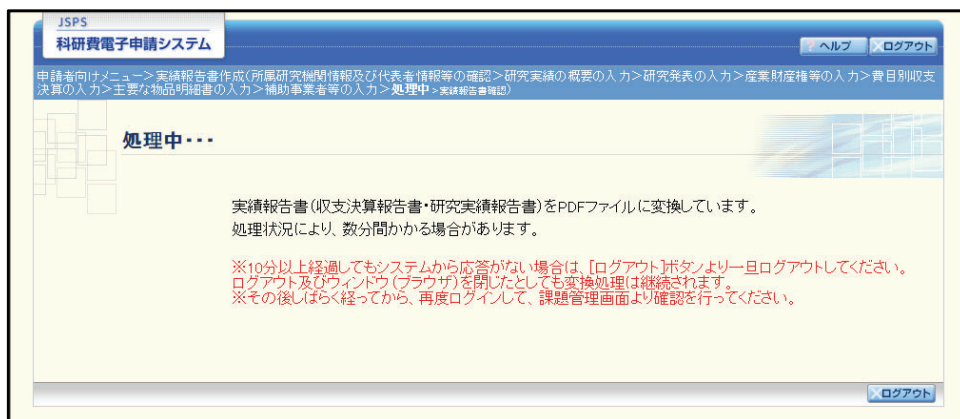 JSPS
科研費電子申請システム
? ヘルプ
ログアウト
申請者向けメニュー＞実績報告書作成(所属研究機関情報及び代表者情報等の確認＞研究実績の概要の入力＞研究発表の入力＞産業財産権等の入力＞費目別収支
決算の入力＞主要な物品明細書の入力＞補助事業者等の入力＞処理中＞実績報告書確認)
処理中・・・
実績報告書(収支決算報告書・研究実績報告書)をPDFファイルに変換しています。
処理状況により、数分間かかる場合があります。
※10分以上経過してもシステムから応答がない場合は、[ログアウト]ボタンより一旦ログアウトしてください。
ログアウト及びウィンドウ(ブラウザ)を閉じたとしても変換処理は継続されます。
※その後しばらく経ってから、再度ログインして、課題管理画面より確認を行ってください。
ログアウト